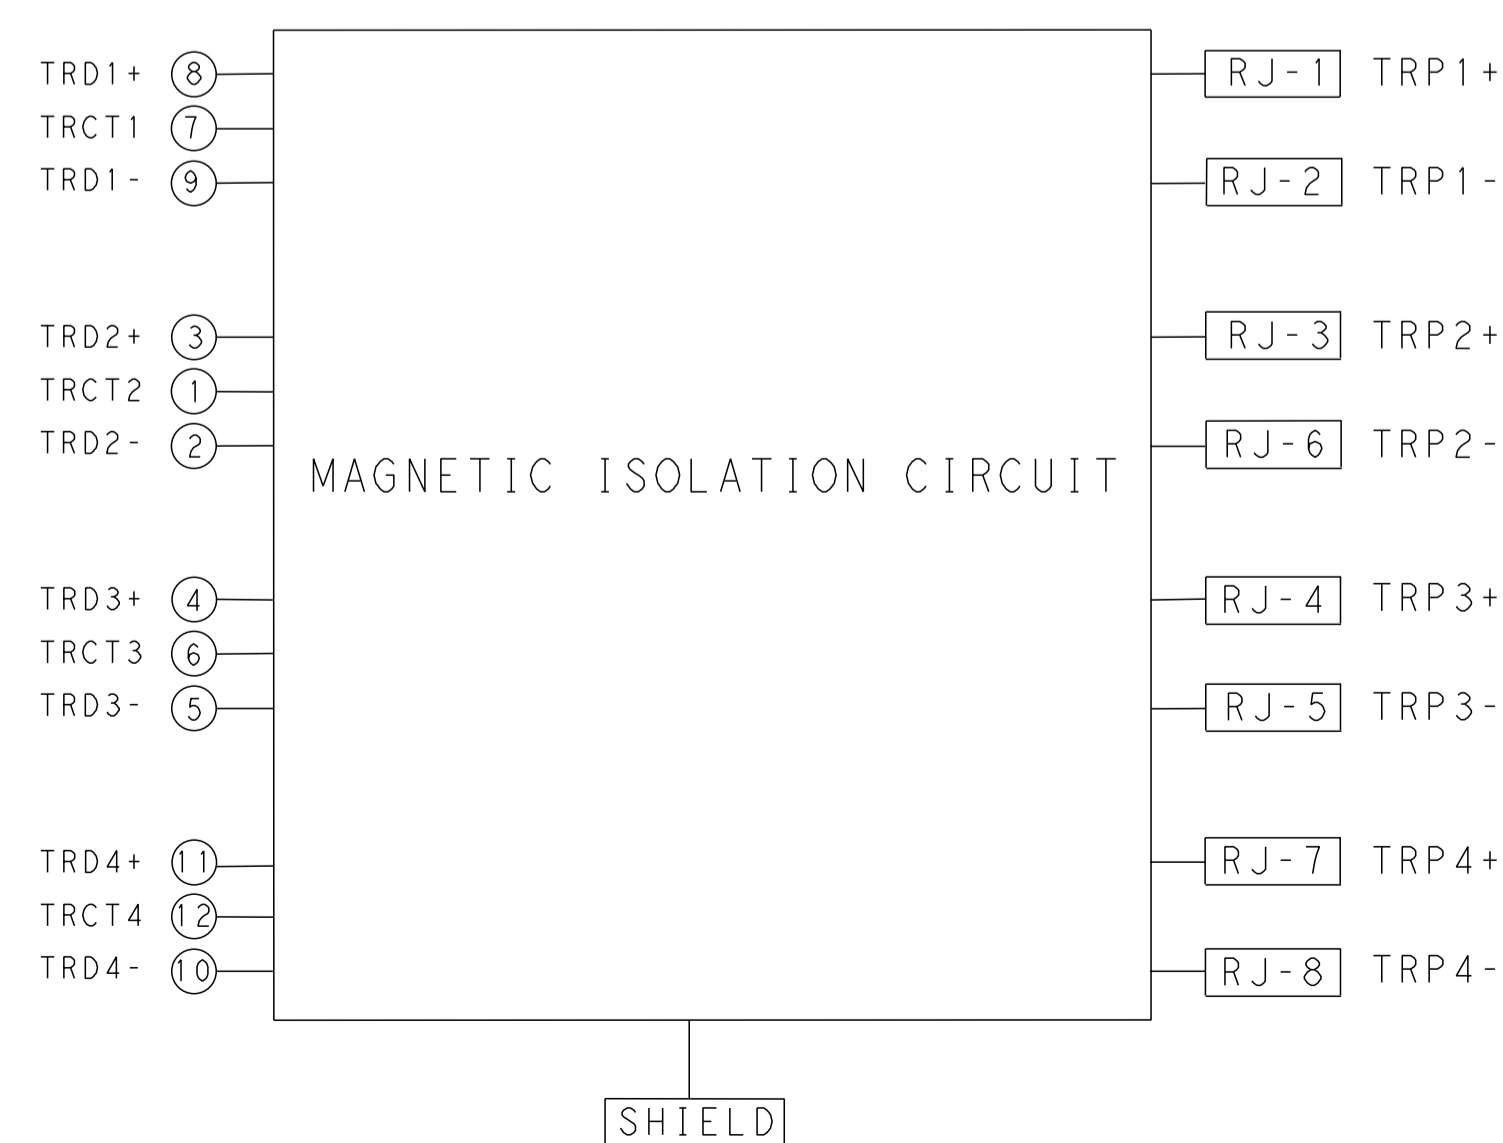 TRD1+ 8 RJ-1 TRP1+
TRCT1 7
TRD1- 9 RJ-2 TRP1-
TRD2+ 3 RJ-3 TRP2+
TRCT2 1
TRD2- 2 RJ-6 TRP2-
MAGNETIC ISOLATION CIRCUIT
TRD3+ 4 RJ-4 TRP3+
TRCT3 6
TRD3- 5 RJ-5 TRP3-
TRD4+ 11 RJ-7 TRP4+
TRCT4 12
TRD4- 10 RJ-8 TRP4-
SHIELD